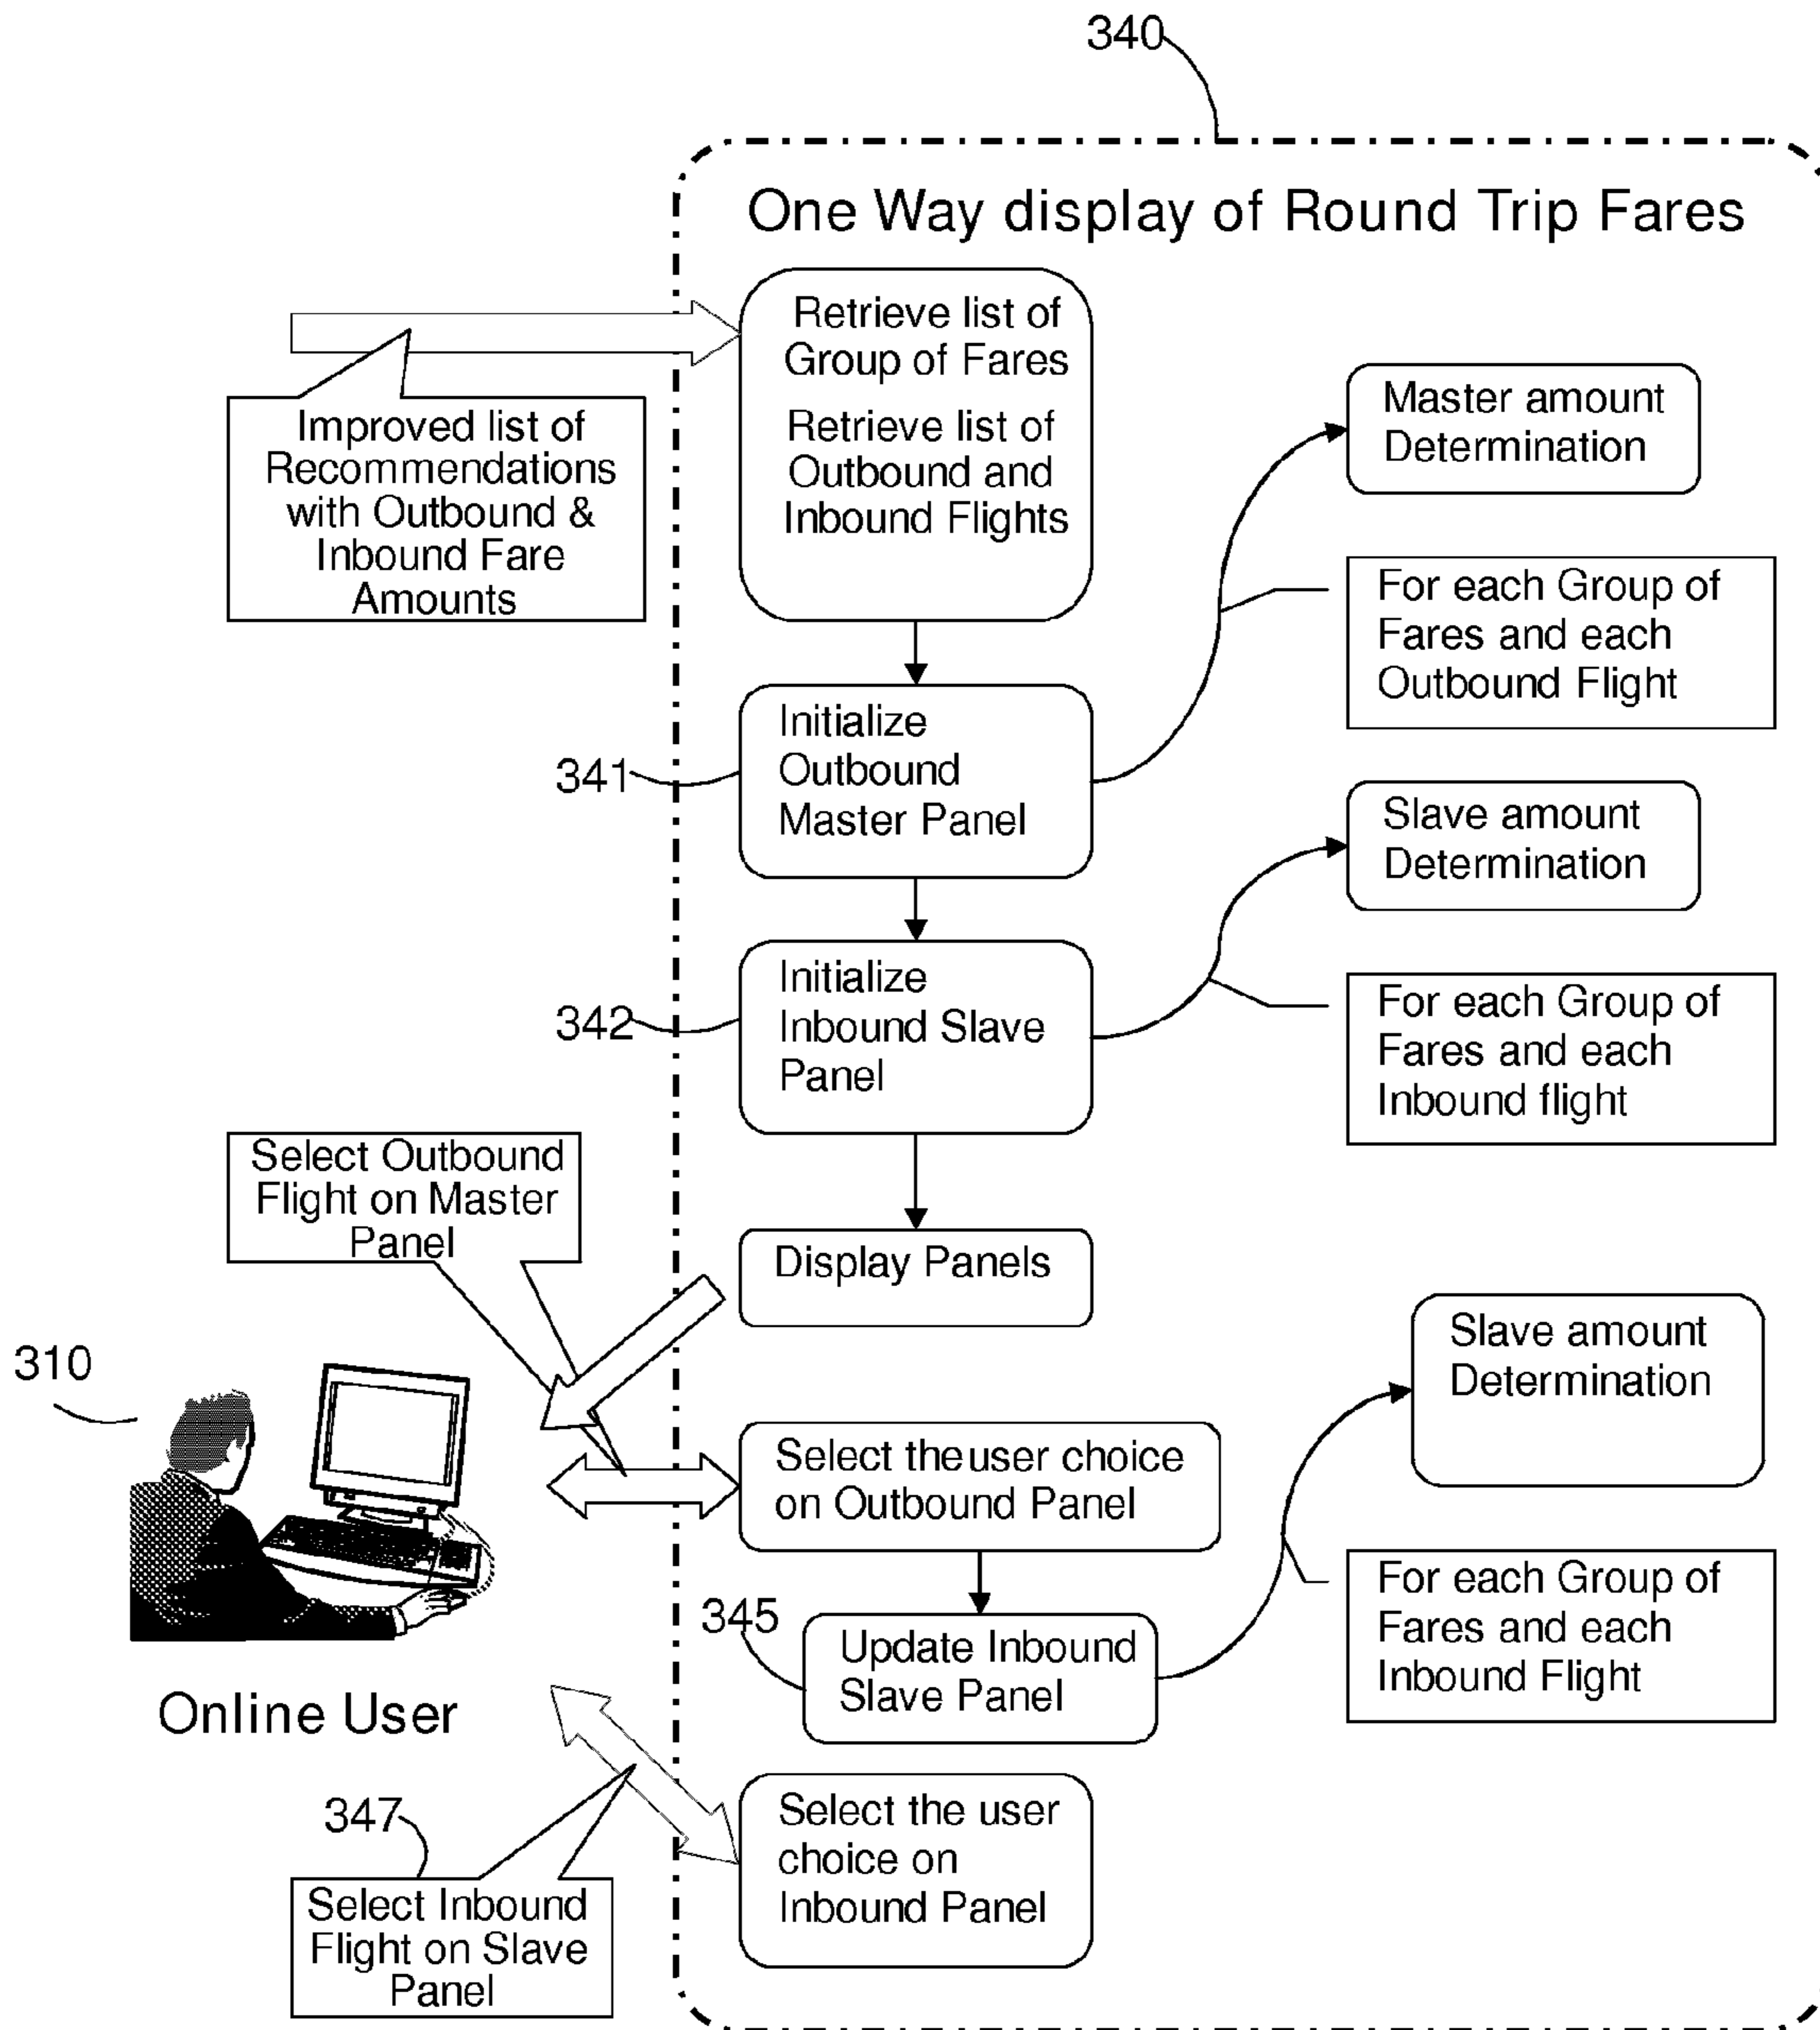 340
One Way display of Round Trip Fares
Retrieve list of
Group of Fares
Retrieve list of
Outbound and
Inbound Flights
Improved list of
Recommendations
with Outbound &
Inbound Fare
Amounts
Master amount
Determination
For each Group of
Fares and each
Outbound Flight
341
Initialize
Outbound
Master Panel
Slave amount
Determination
342
Initialize
Inbound Slave
Panel
For each Group of
Fares and each
Inbound flight
Select Outbound
Flight on Master
Panel
Display Panels
310
Online User
Select theuser choice
on Outbound Panel
Slave amount
Determination
345
Update Inbound
Slave Panel
For each Group of
Fares and each
Inbound Flight
347
Select Inbound
Flight on Slave
Panel
Select the user
choice on
Inbound Panel